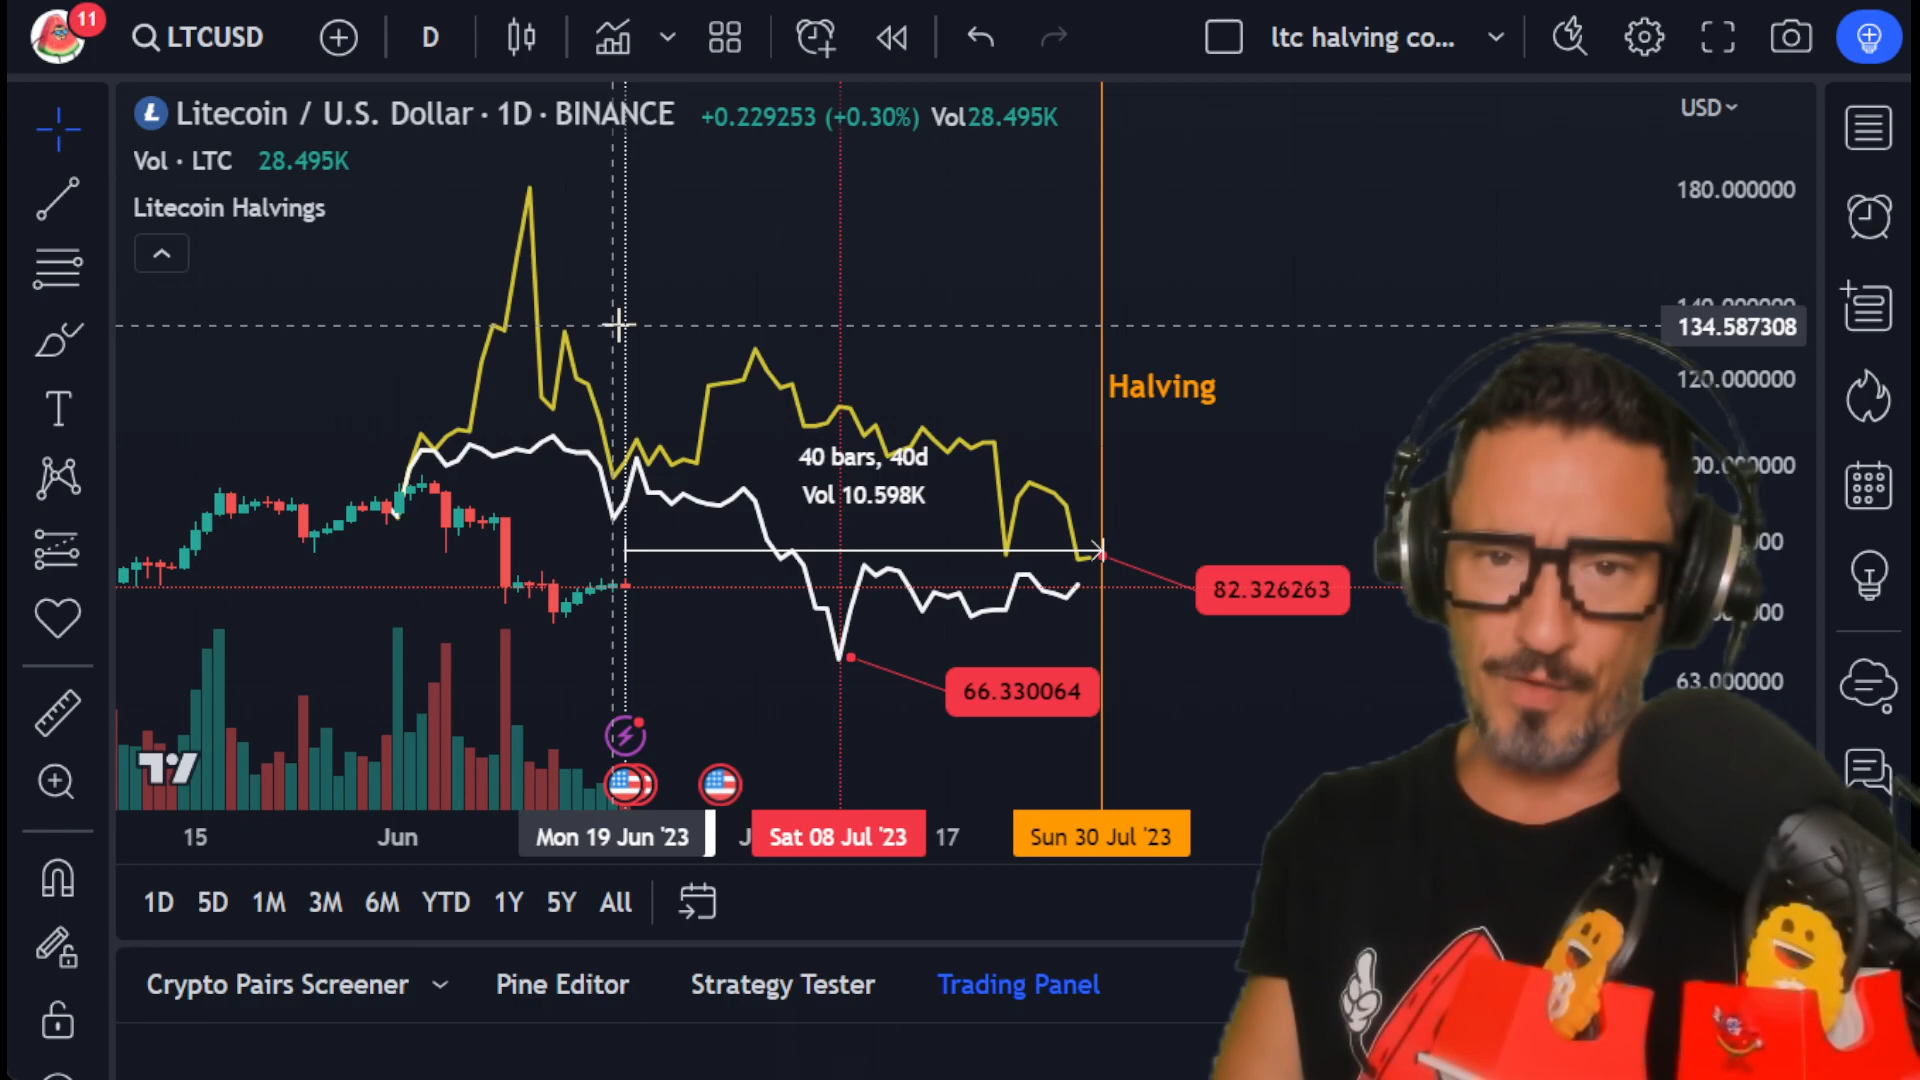 11
LTCUSD
D
ltc halving co...
Litecoin / U.S. Dollar · 1D · BINANCE
+0.229253 (+0.30%) Vol28.495K
USD
Vol · LTC 28.495K
Litecoin Halvings
180.000000
134.587308
120.000000
Halving
40 bars, 40d
Vol 10.598K
82.326263
66.330064
63.000000
15
Jun
Mon 19 Jun '23
Sat 08 Jul '23
17
Sun 30 Jul '23
1D 5D 1M 3M 6M YTD 1Y 5Y All
Crypto Pairs Screener
Pine Editor
Strategy Tester
Trading Panel